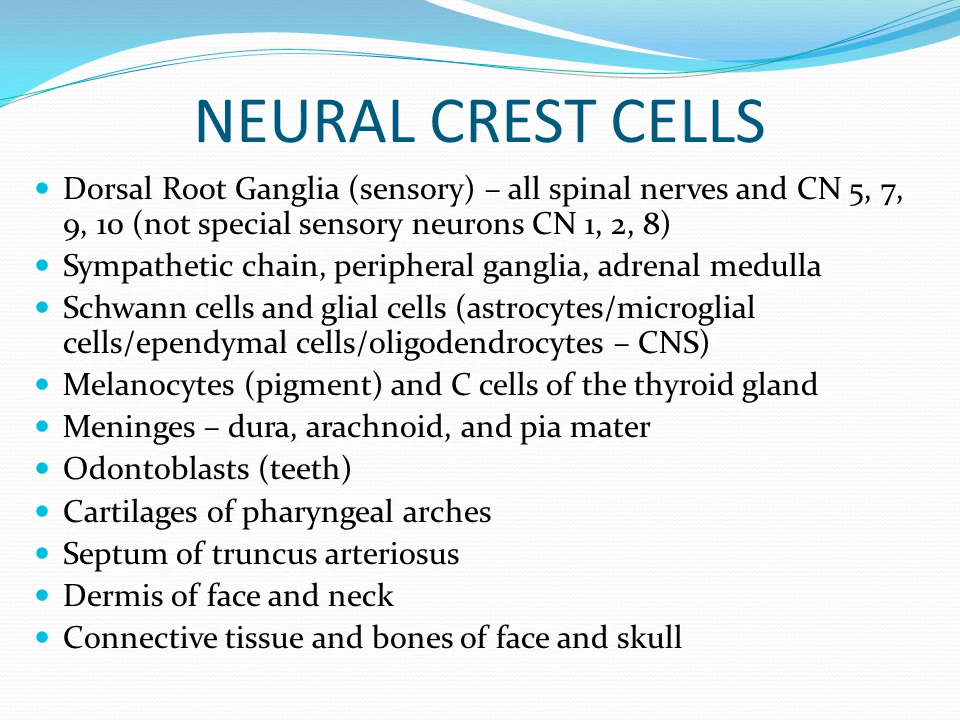 NEURAL CREST CELLS
• Dorsal Root Ganglia (sensory) – all spinal nerves and CN 5, 7,
9, 10 (not special sensory neurons CN 1, 2, 8)
• Sympathetic chain, peripheral ganglia, adrenal medulla
• Schwann cells and glial cells (astrocytes/microglial
cells/ependymal cells/oligodendrocytes – CNS)
• Melanocytes (pigment) and C cells of the thyroid gland
• Meninges – dura, arachnoid, and pia mater
• Odontoblasts (teeth)
• Cartilages of pharyngeal arches
• Septum of truncus arteriosus
• Dermis of face and neck
• Connective tissue and bones of face and skull